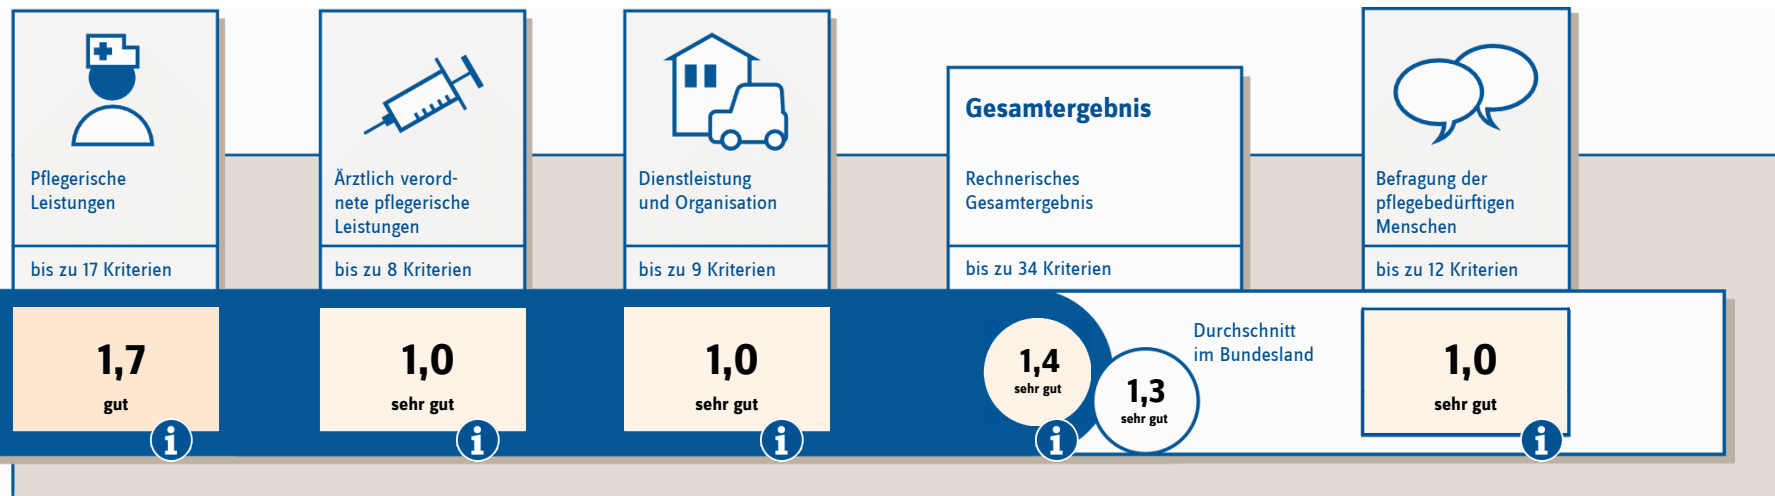 Pflegerische
Leistungen
bis zu 17 Kriterien
1,7
gut
Ärztlich verord-
nete pflegerische
Leistungen
bis zu 8 Kriterien
1,0
sehr gut
Dienstleistung
und Organisation
bis zu 9 Kriterien
1,0
sehr gut
Gesamtergebnis
Rechnerisches
Gesamtergebnis
bis zu 34 Kriterien
1,4
sehr gut
1,3
sehr gut
Durchschnitt
im Bundesland
Befragung der
pflegebedürftigen
Menschen
bis zu 12 Kriterien
1,0
sehr gut